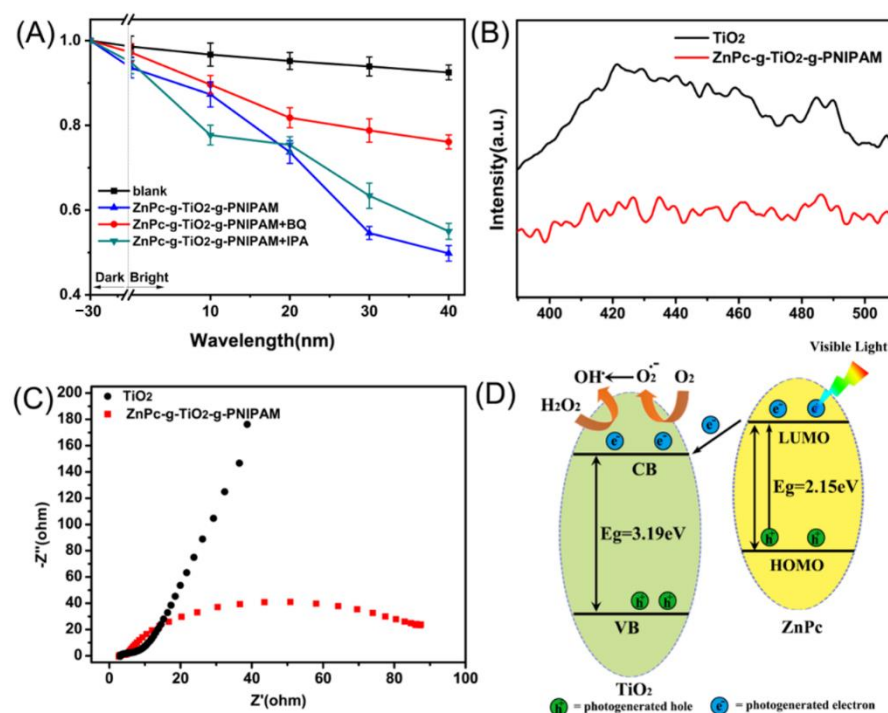 (A)
1.0
0.8
0.6
0.4
blank
ZnPc-g-TiO2-g-PNIPAM
ZnPc-g-TiO2-g-PNIPAM+BQ
ZnPc-g-TiO2-g-PNIPAM+IPA
Dark Bright
−30 10 20 30 40
Wavelength(nm)
(B)
TiO2
ZnPc-g-TiO2-g-PNIPAM
Intensity(a.u.)
400 420 440 460 480 500
(C)
TiO2
ZnPc-g-TiO2-g-PNIPAM
200
180
160
140
120
100
80
60
40
20
0
-Z''(ohm)
0 20 40 60 80 100
Z'(ohm)
(D)
Visible Light
OH• O2•- O2
H2O2
e- e- e- e- e-
LUMO
CB
Eg=2.15eV
Eg=3.19eV
h+ h+
HOMO
h+ h+
VB
ZnPc
TiO2
h+ = photogenerated hole e- = photogenerated electron